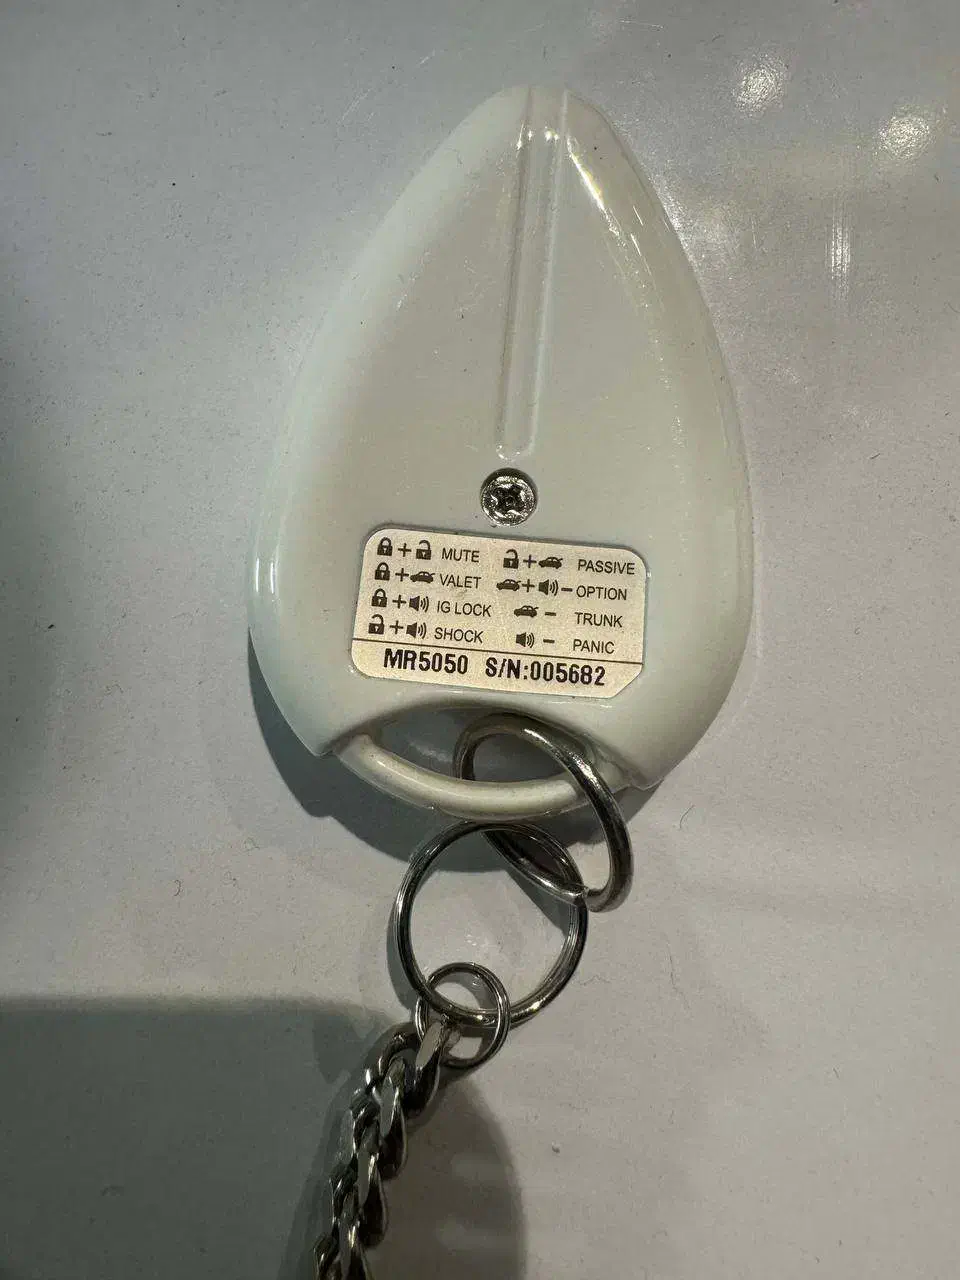 + MUTE + PASSIVE
+ VALET + – OPTION
+ IG LOCK – TRUNK
+ SHOCK – PANIC
MR5050 S/N:005682